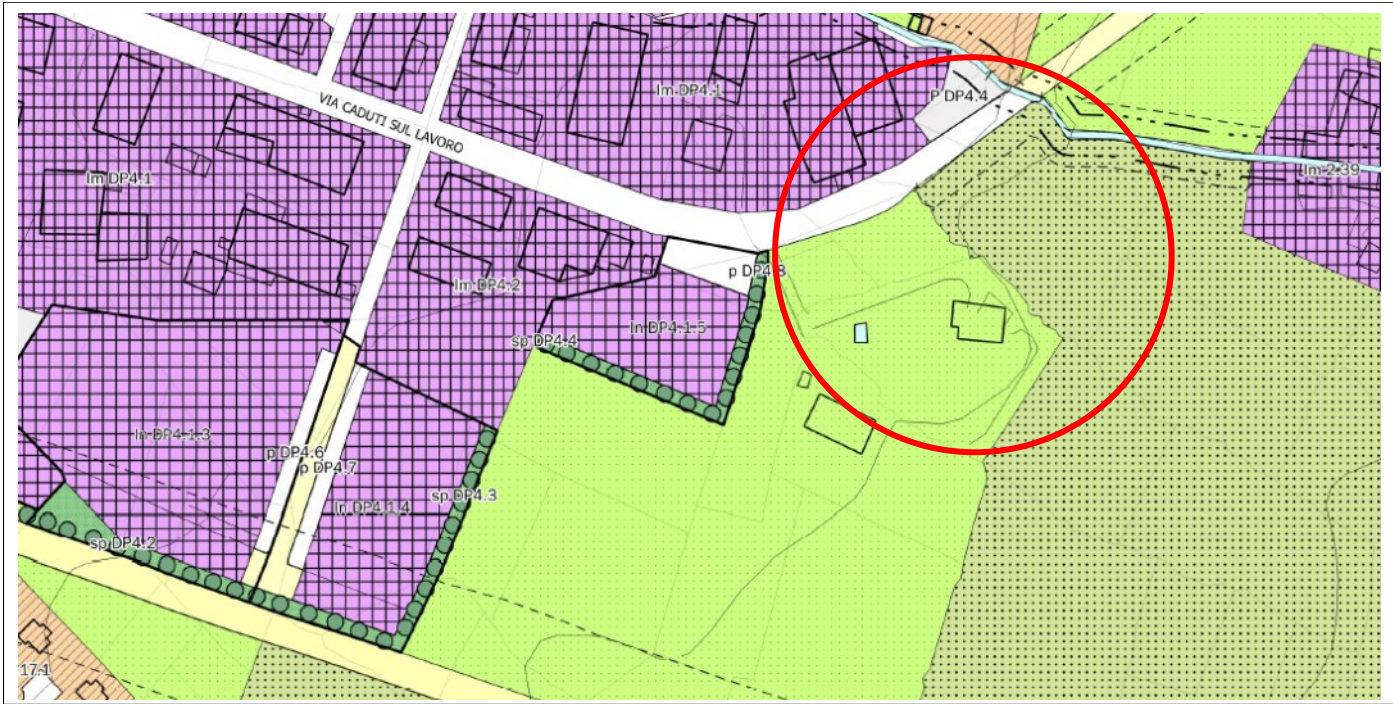 Im DP4.1
P DP4.4
VIA CADUTI SUL LAVORO
Im DP4.1
Im 2.39
p DP4.8
Im DP4.2
In DP4.1.5
sp DP4.4
In DP4.1.3
p DP4.6
p DP4.7
sp DP4.3
In DP4.1.4
sp DP4.2
17.1